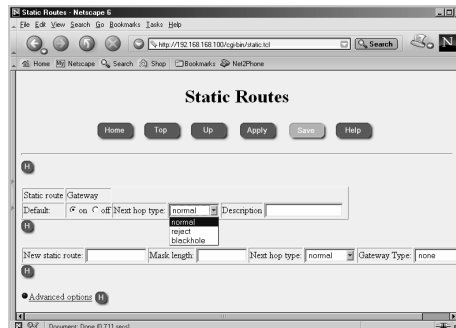 Static Routes - Netscape 6
File Edit View Search Go Bookmarks Tasks Help
http://192.168.168.100/cgi-bin/static.tcl
Search
N
Home My Netscape Search Shop Bookmarks Net2Phone
Static Routes
Home Top Up Apply Save Help
H
Static route Gateway
Default: on off Next hop type: normal Description
normal
reject
blackhole
H
New static route: Mask length: Next hop type: normal Gateway Type: none
H
Advanced options H
Document: Done (0.731 secs)